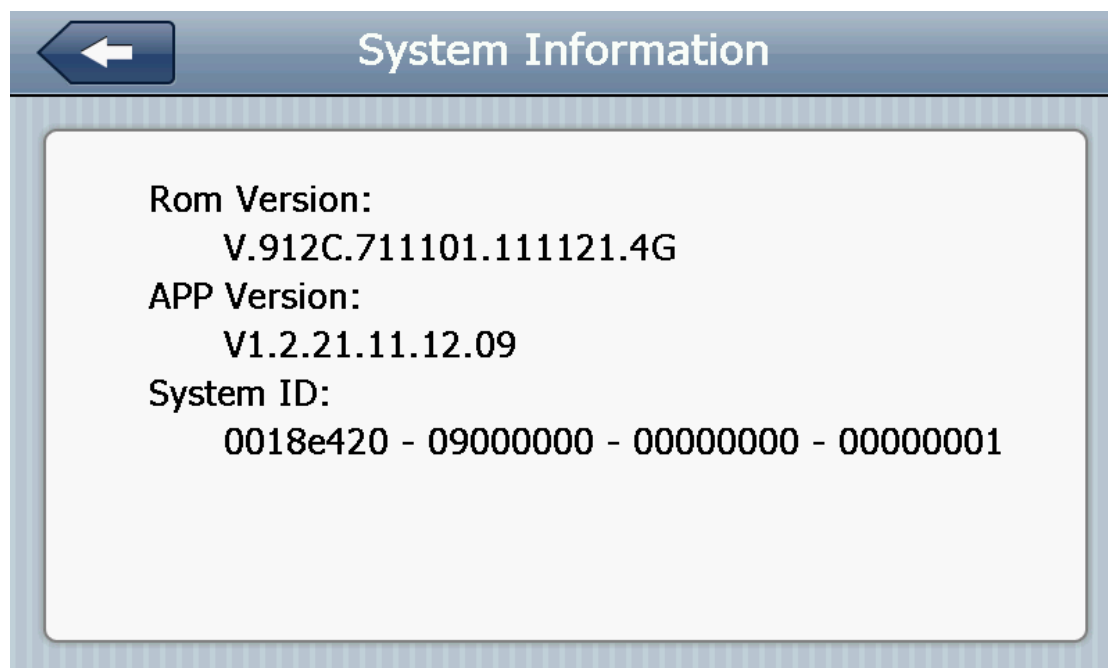 System Information
Rom Version:
V.912C.711101.111121.4G
APP Version:
V1.2.21.11.12.09
System ID:
0018e420 - 09000000 - 00000000 - 00000001